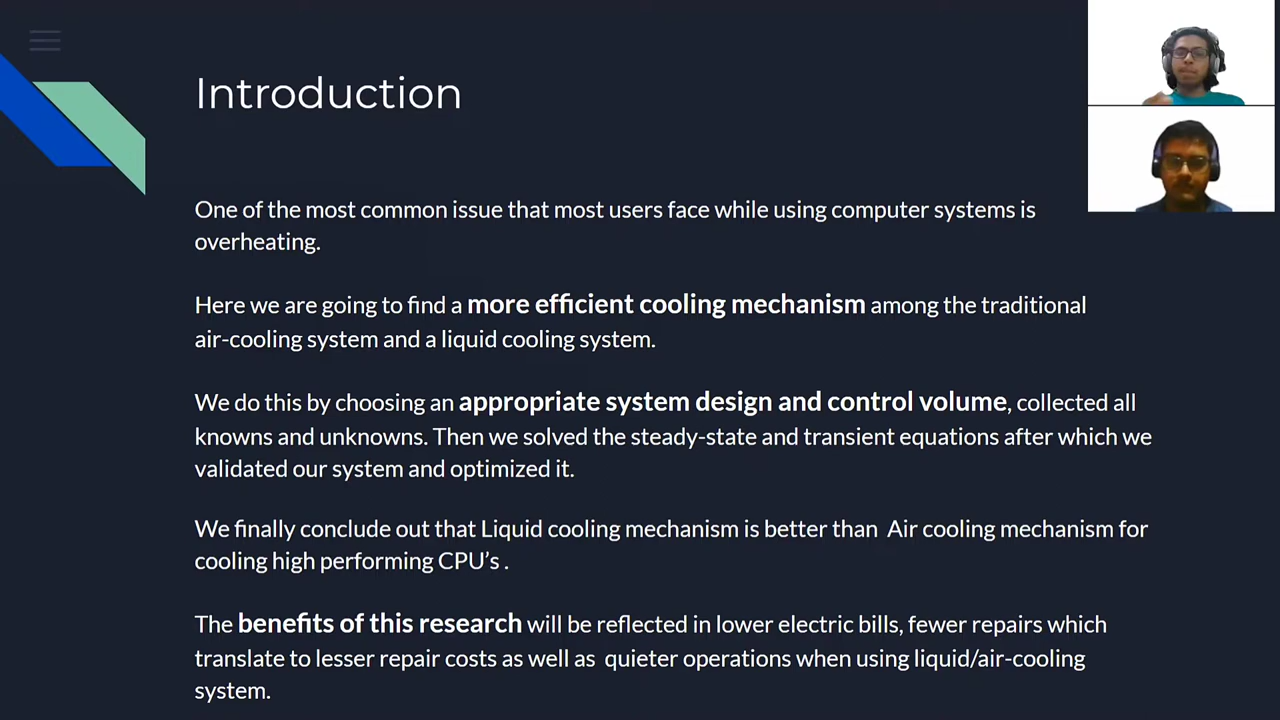 Introduction
One of the most common issue that most users face while using computer systems is
overheating.
Here we are going to find a more efficient cooling mechanism among the traditional
air-cooling system and a liquid cooling system.
We do this by choosing an appropriate system design and control volume, collected all
knowns and unknowns. Then we solved the steady-state and transient equations after which we
validated our system and optimized it.
We finally conclude out that Liquid cooling mechanism is better than Air cooling mechanism for
cooling high performing CPU’s .
The benefits of this research will be reflected in lower electric bills, fewer repairs which
translate to lesser repair costs as well as quieter operations when using liquid/air-cooling
system.